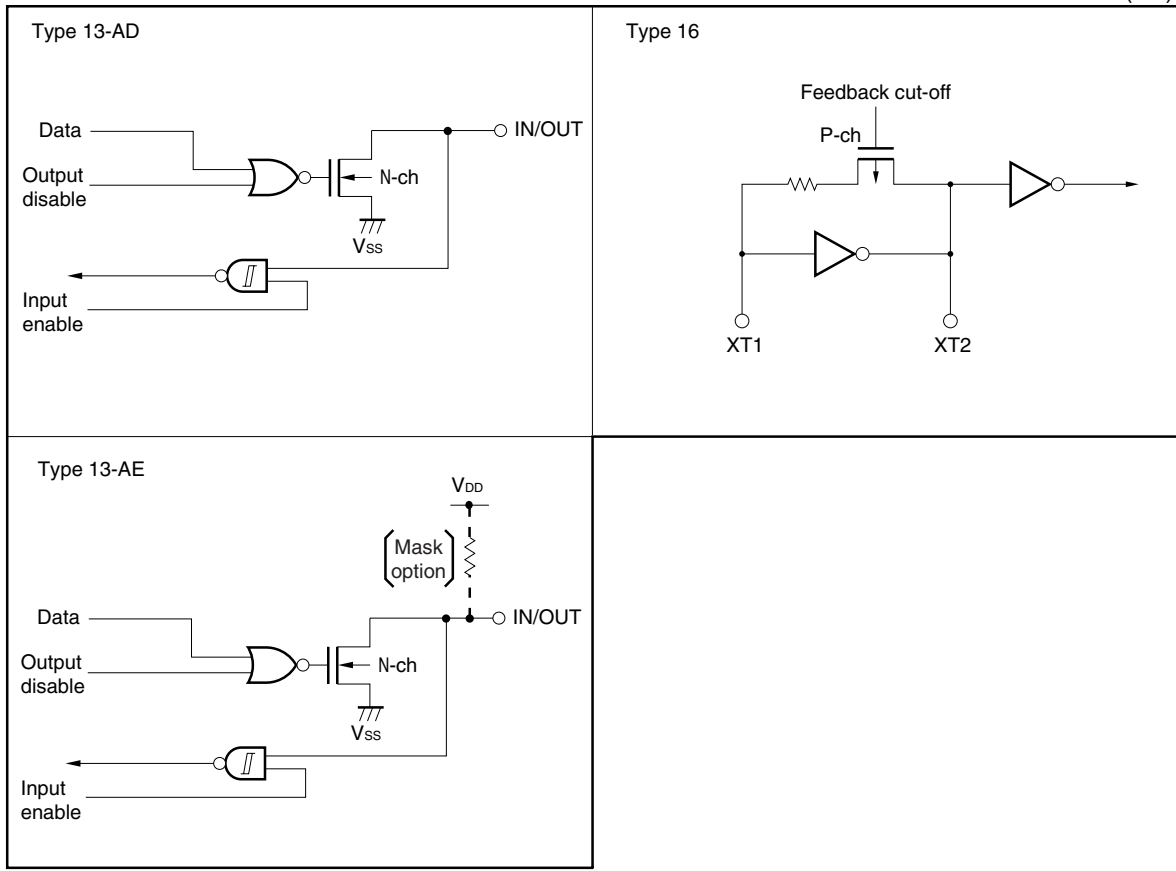 Type 13-AD
Data
Output
disable
N-ch
IN/OUT
Vss
Input
enable
Type 16
Feedback cut-off
P-ch
XT1
XT2
Type 13-AE
VDD
Mask
option
Data
Output
disable
N-ch
IN/OUT
Vss
Input
enable